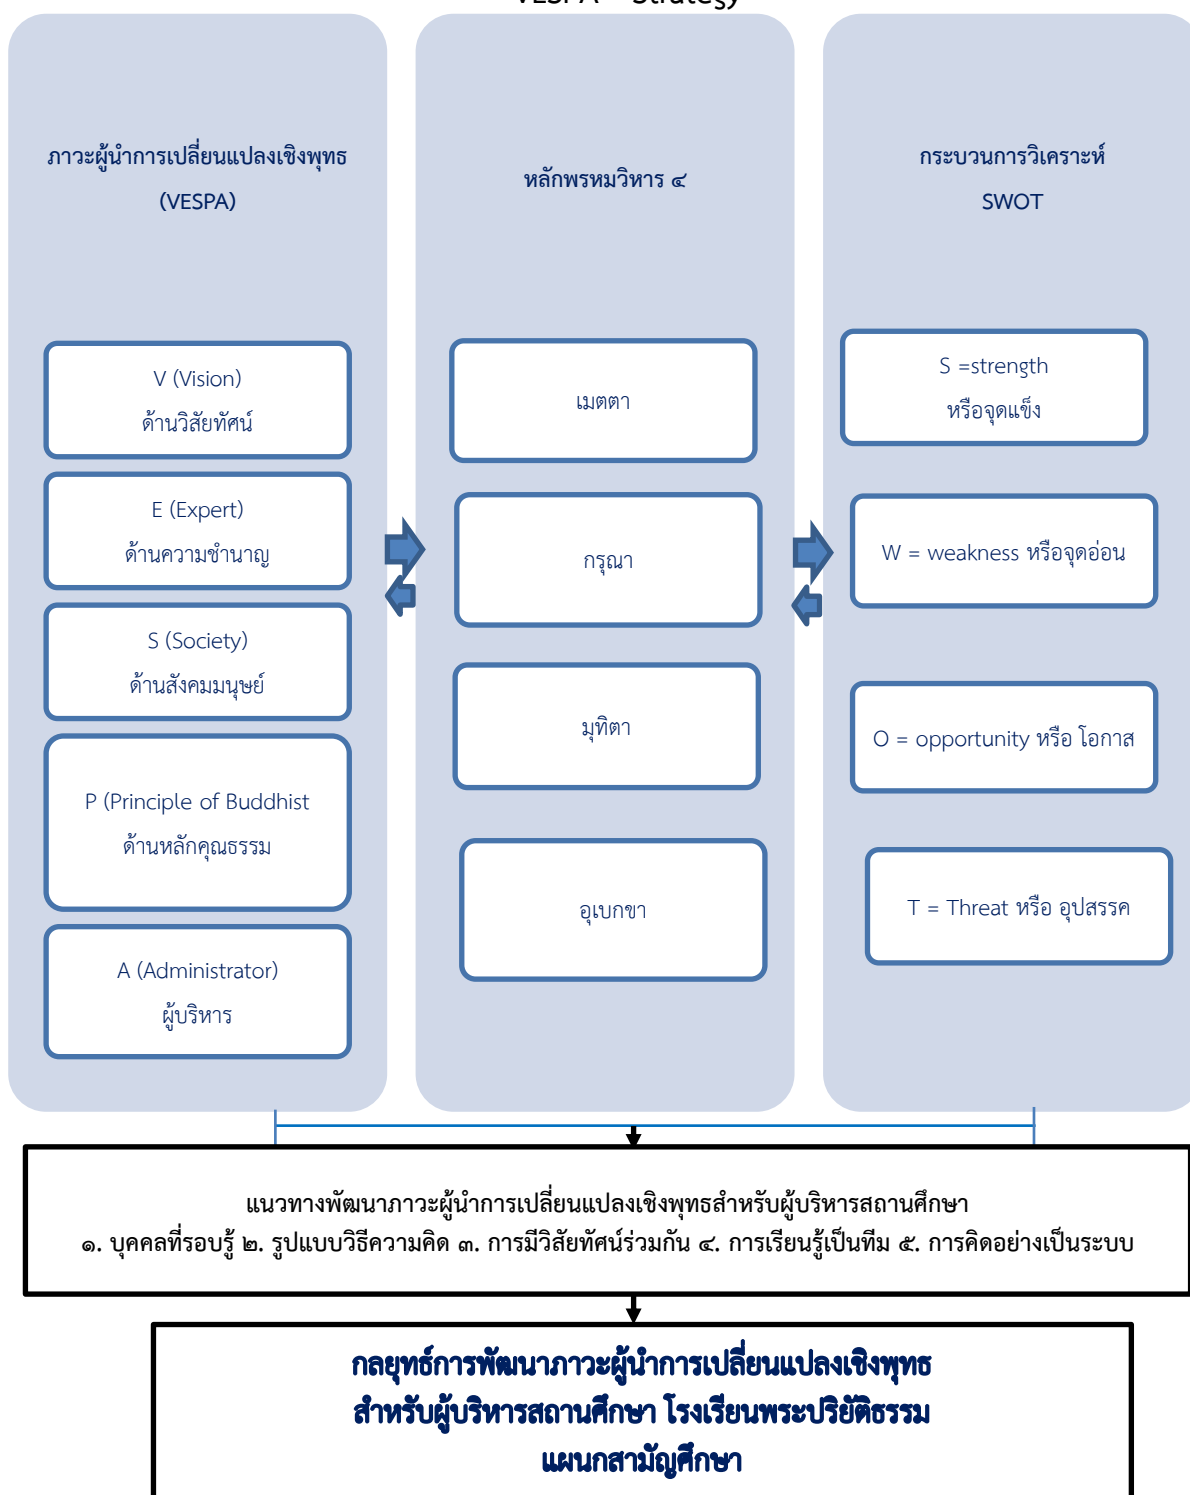 VESPA – Strategy
ภาวะผู้นำการเปลี่ยนแปลงเชิงพุทธ
(VESPA)
V (Vision)
ด้านวิสัยทัศน์
E (Expert)
ด้านความชำนาญ
S (Society)
ด้านสังคมมนุษย์
P (Principle of Buddhist
ด้านหลักคุณธรรม
A (Administrator)
ผู้บริหาร
หลักพรหมวิหาร ๔
เมตตา
กรุณา
มุทิตา
อุเบกขา
กระบวนการวิเคราะห์
SWOT
S =strength
หรือจุดแข็ง
W = weakness หรือจุดอ่อน
O = opportunity หรือ โอกาส
T = Threat หรือ อุปสรรค
แนวทางพัฒนาภาวะผู้นำการเปลี่ยนแปลงเชิงพุทธสำหรับผู้บริหารสถานศึกษา
๑. บุคคลที่รอบรู้ ๒. รูปแบบวิธีความคิด ๓. การมีวิสัยทัศน์ร่วมกัน ๔. การเรียนรู้เป็นทีม ๕. การคิดอย่างเป็นระบบ
กลยุทธ์การพัฒนาภาวะผู้นำการเปลี่ยนแปลงเชิงพุทธ
สำหรับผู้บริหารสถานศึกษา โรงเรียนพระปริยัติธรรม
แผนกสามัญศึกษา